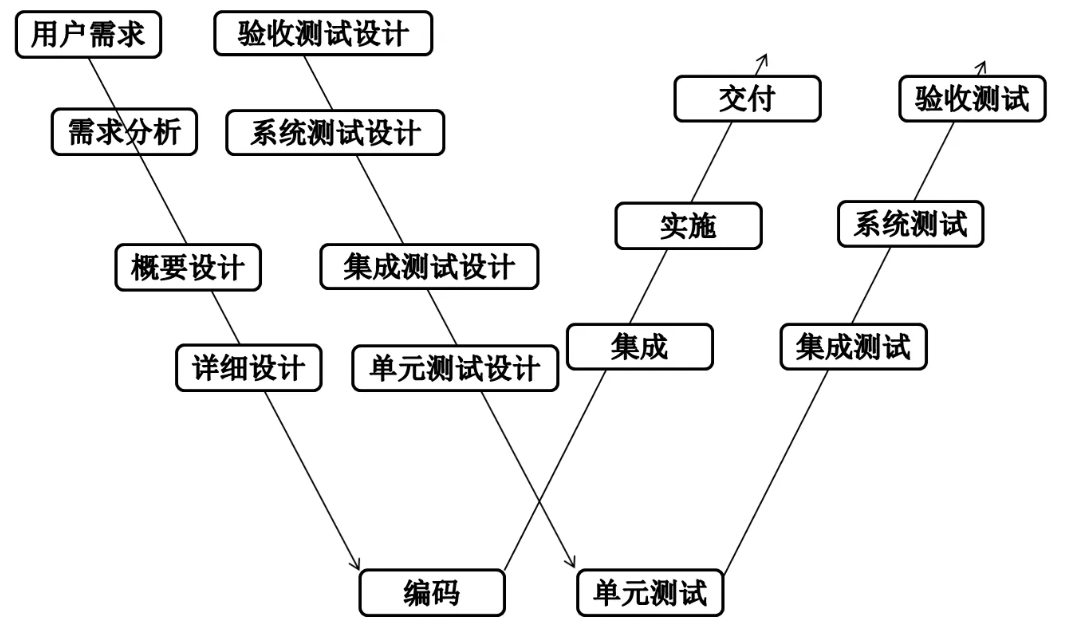 用户需求
验收测试设计
交付
验收测试
需求分析
系统测试设计
实施
系统测试
概要设计
集成测试设计
集成
集成测试
详细设计
单元测试设计
编码
单元测试